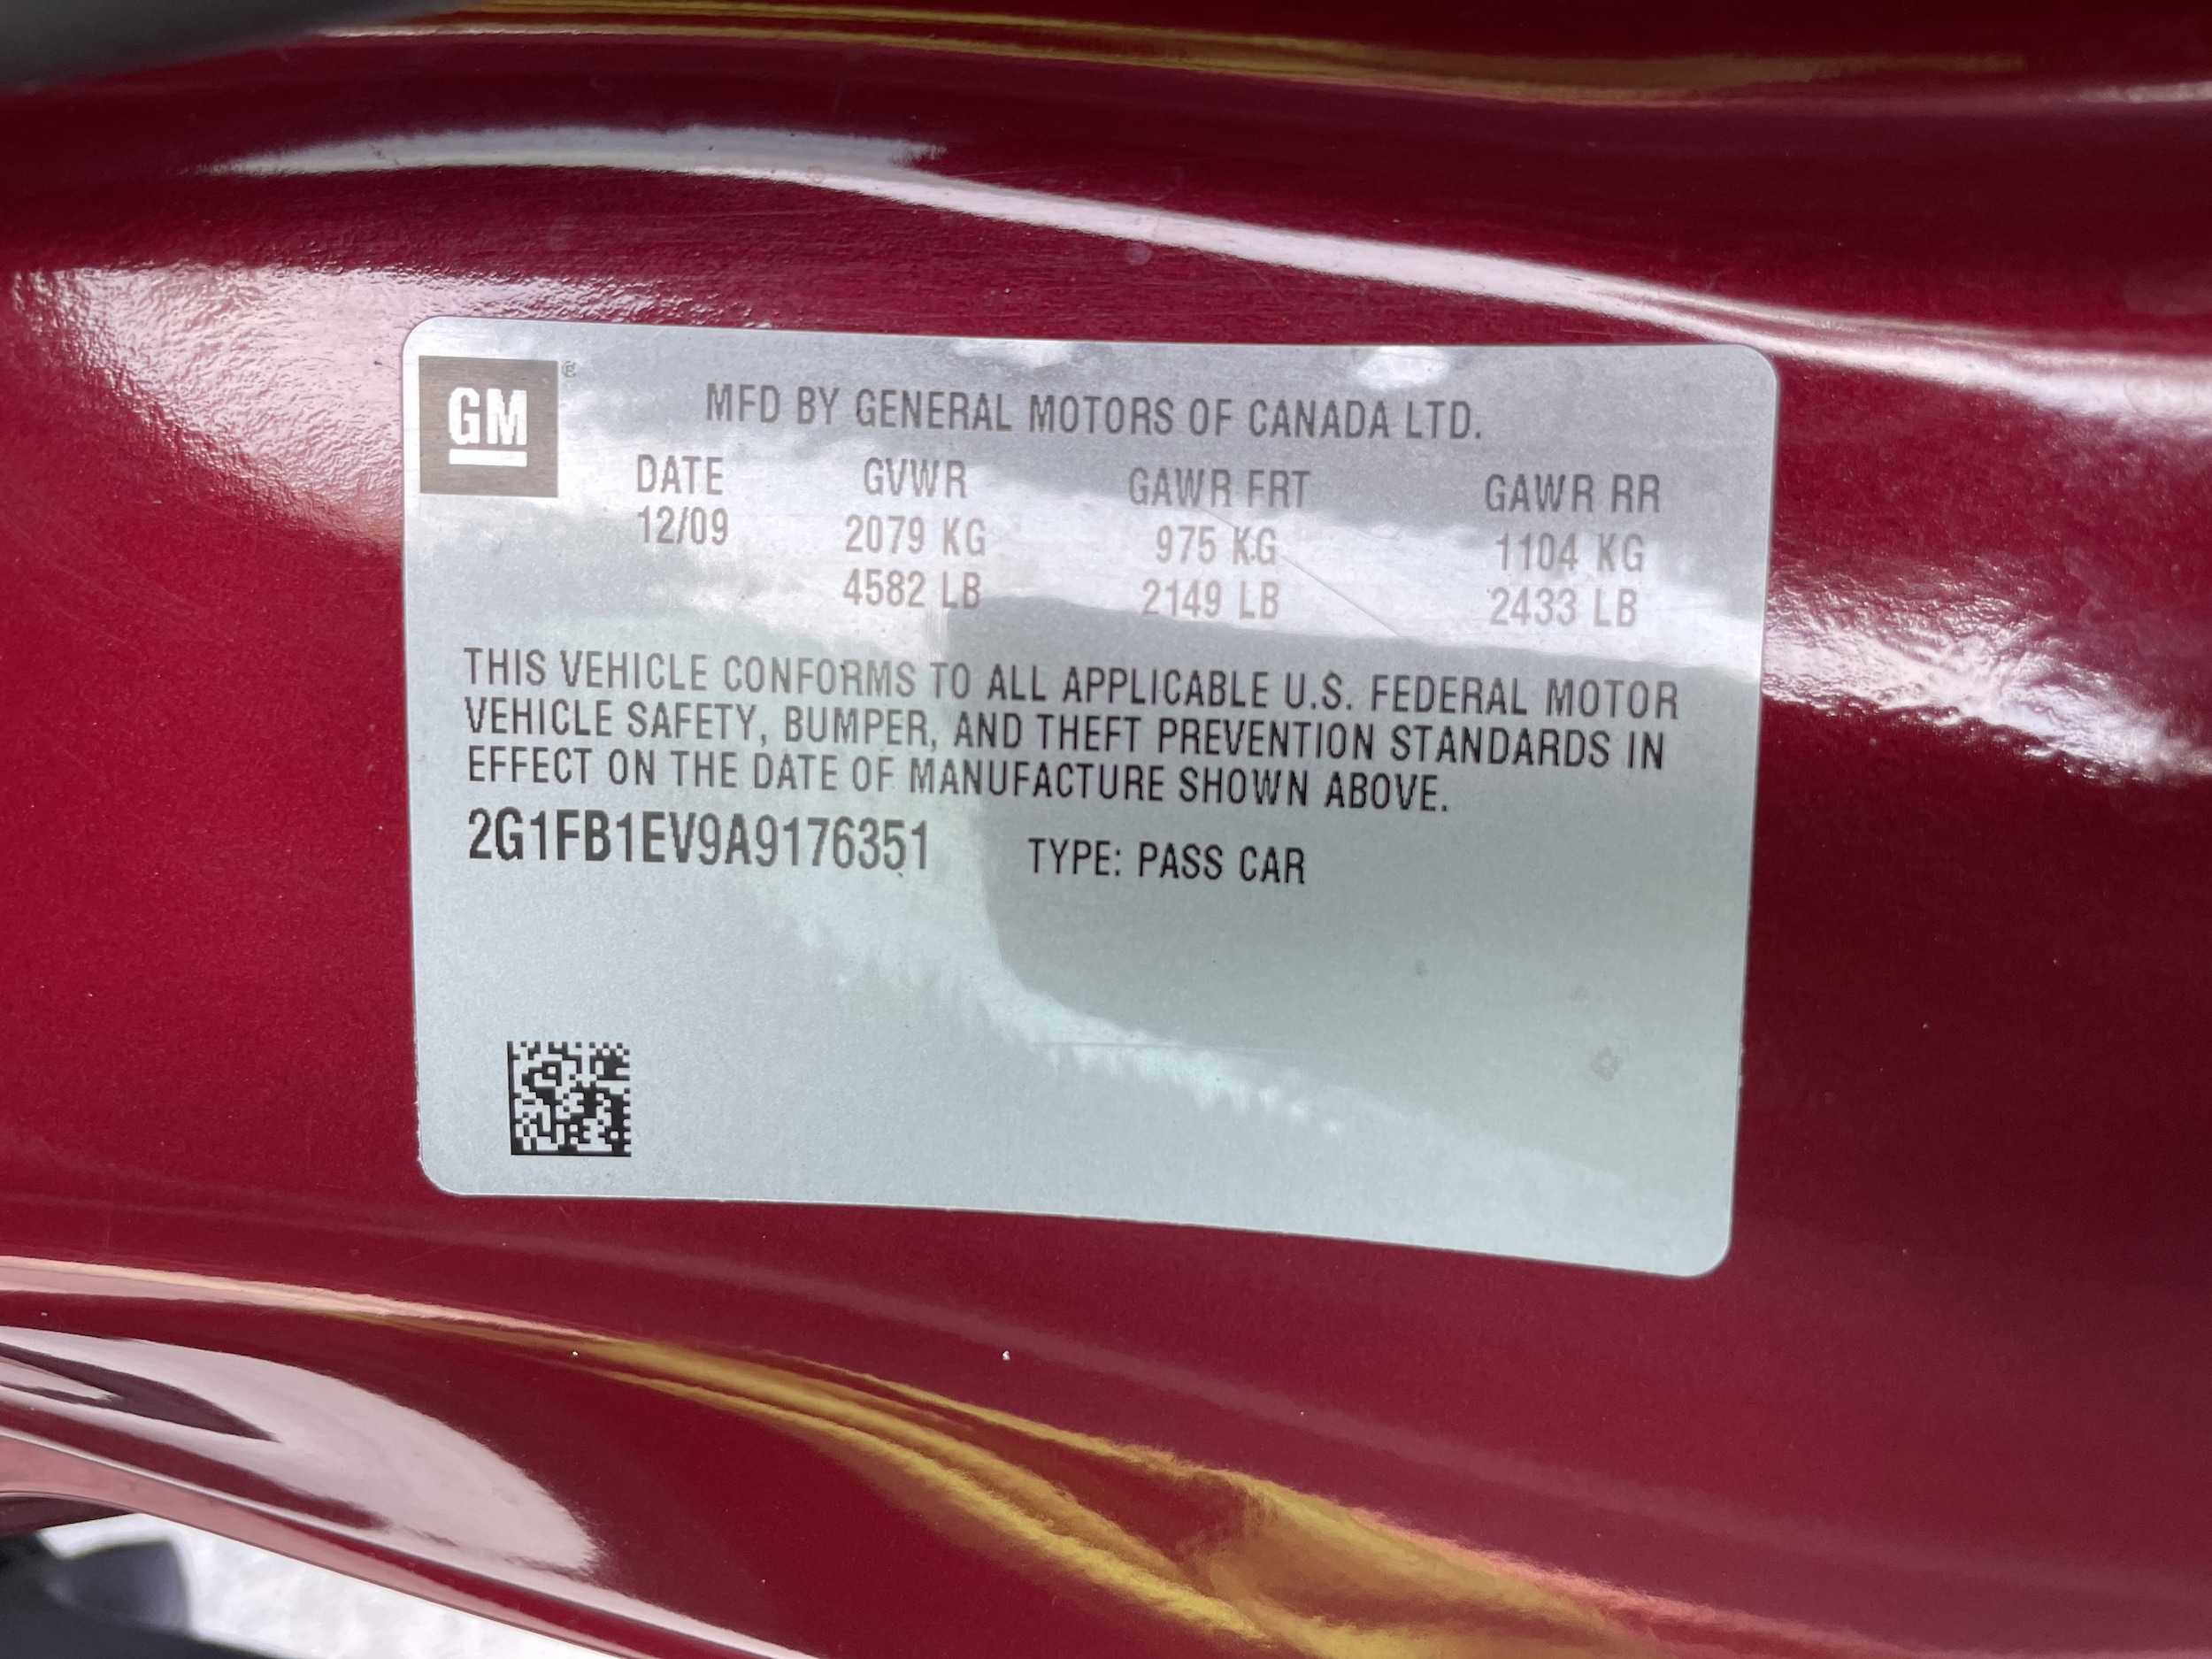 GM ®
MFD BY GENERAL MOTORS OF CANADA LTD.
DATE GVWR GAWR FRT GAWR RR
12/09 2079 KG 975 KG 1104 KG
4582 LB 2149 LB 2433 LB
THIS VEHICLE CONFORMS TO ALL APPLICABLE U.S. FEDERAL MOTOR
VEHICLE SAFETY, BUMPER, AND THEFT PREVENTION STANDARDS IN
EFFECT ON THE DATE OF MANUFACTURE SHOWN ABOVE.
2G1FB1EV9A9176351 TYPE: PASS CAR